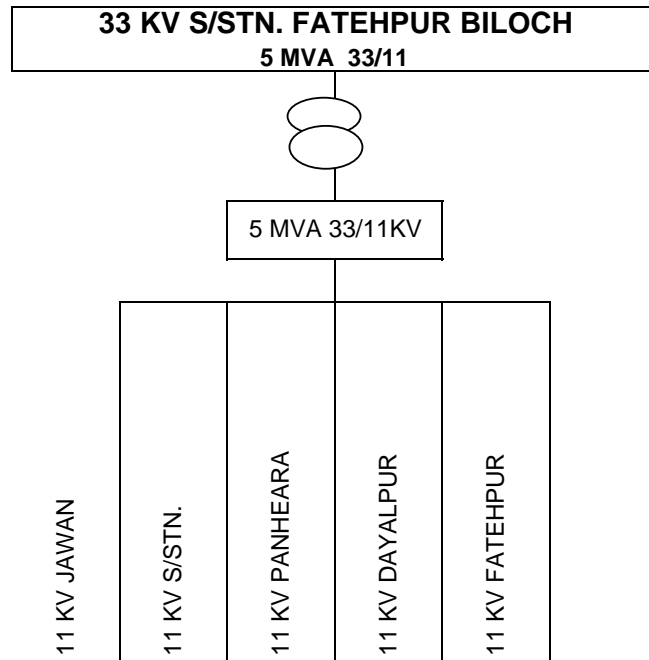 33 KV S/STN. FATEHPUR BILOCH
5 MVA  33/11
5 MVA 33/11KV
11 KV JAWAN
11 KV S/STN.
11 KV PANHEARA
11 KV DAYALPUR
11 KV FATEHPUR